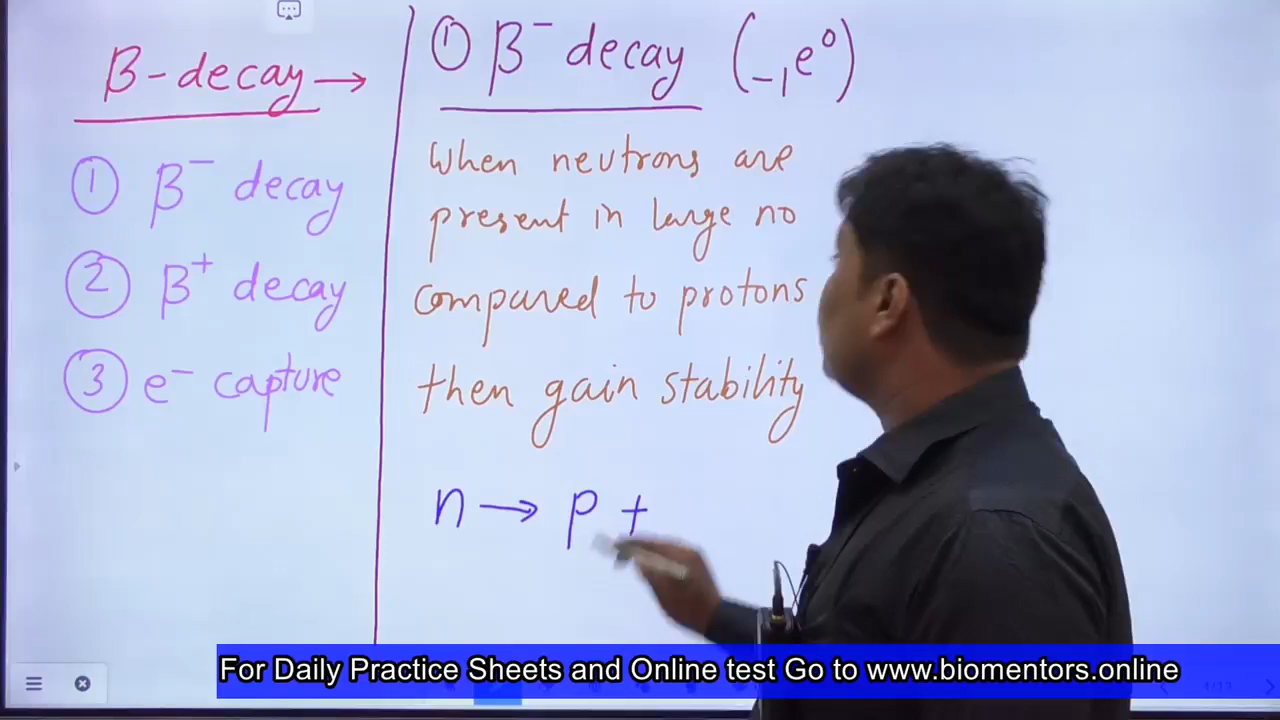 β-decay →
① β⁻ decay
② β⁺ decay
③ e⁻ capture
① β⁻ decay (₋₁e⁰)
When neutrons are
present in large no
compared to protons
then gain stability
n → p +
For Daily Practice Sheets and Online test Go to www.biomentors.online